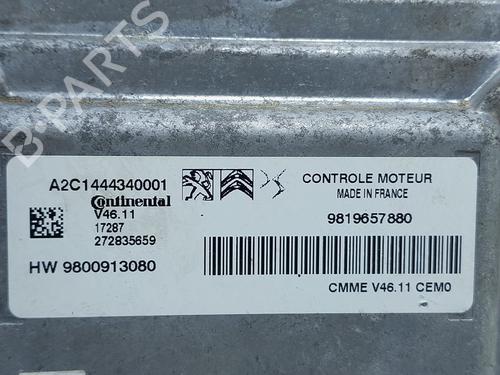 A2C1444340001
Continental
V46.11
17287
272835659
HW 9800913080
CONTROLE MOTEUR
MADE IN FRANCE
9819657880
CMME V46.11 CEM0
B-PARTS